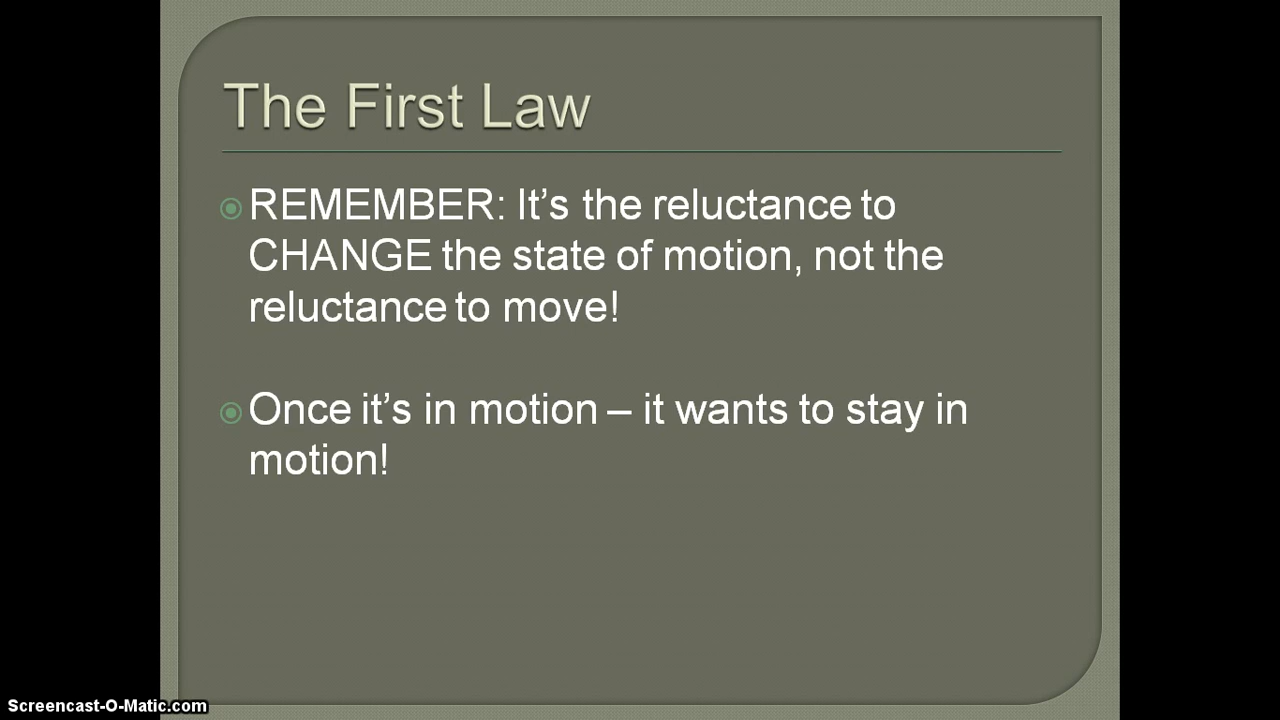 The First Law
REMEMBER: It’s the reluctance to
CHANGE the state of motion, not the
reluctance to move!
Once it’s in motion – it wants to stay in
motion!
Screencast-O-Matic.com